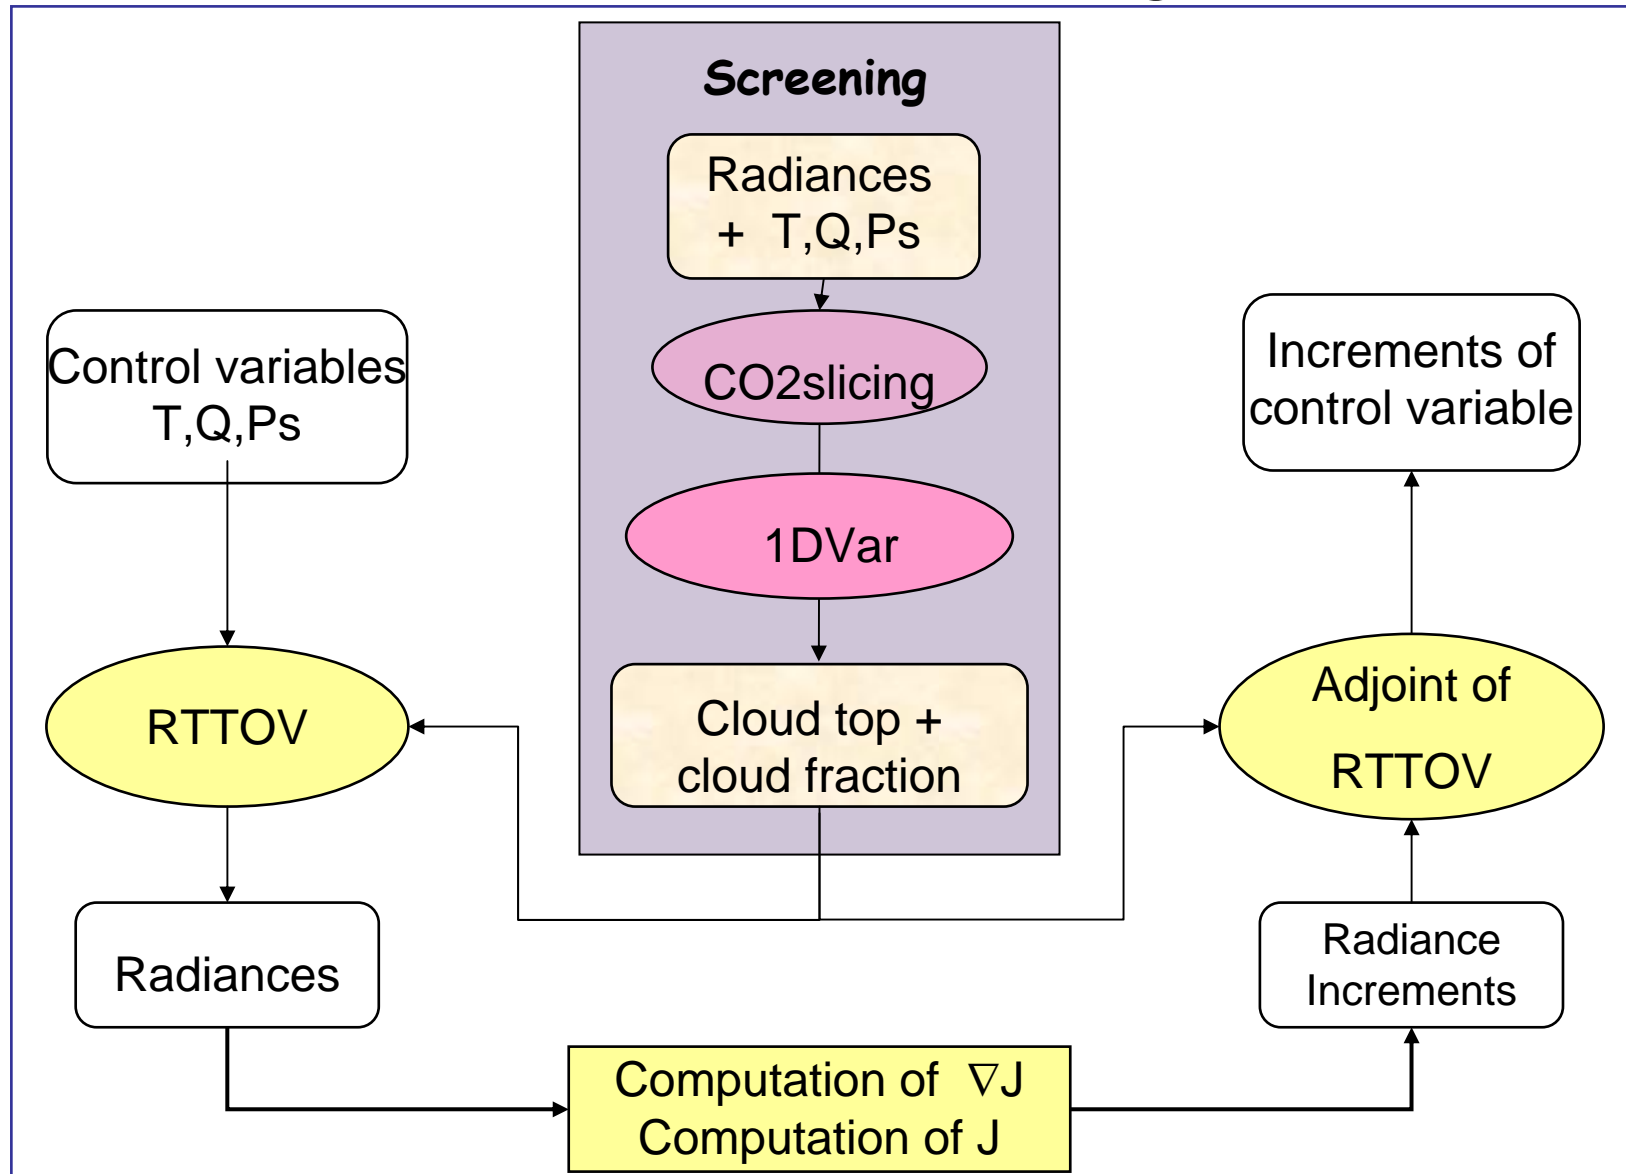 Screening
Radiances
+ T,Q,Ps
CO2slicing
1DVar
Cloud top +
cloud fraction
Control variables
T,Q,Ps
RTTOV
Radiances
Computation of ∇J
Computation of J
Radiance
Increments
Adjoint of
RTTOV
Increments of
control variable